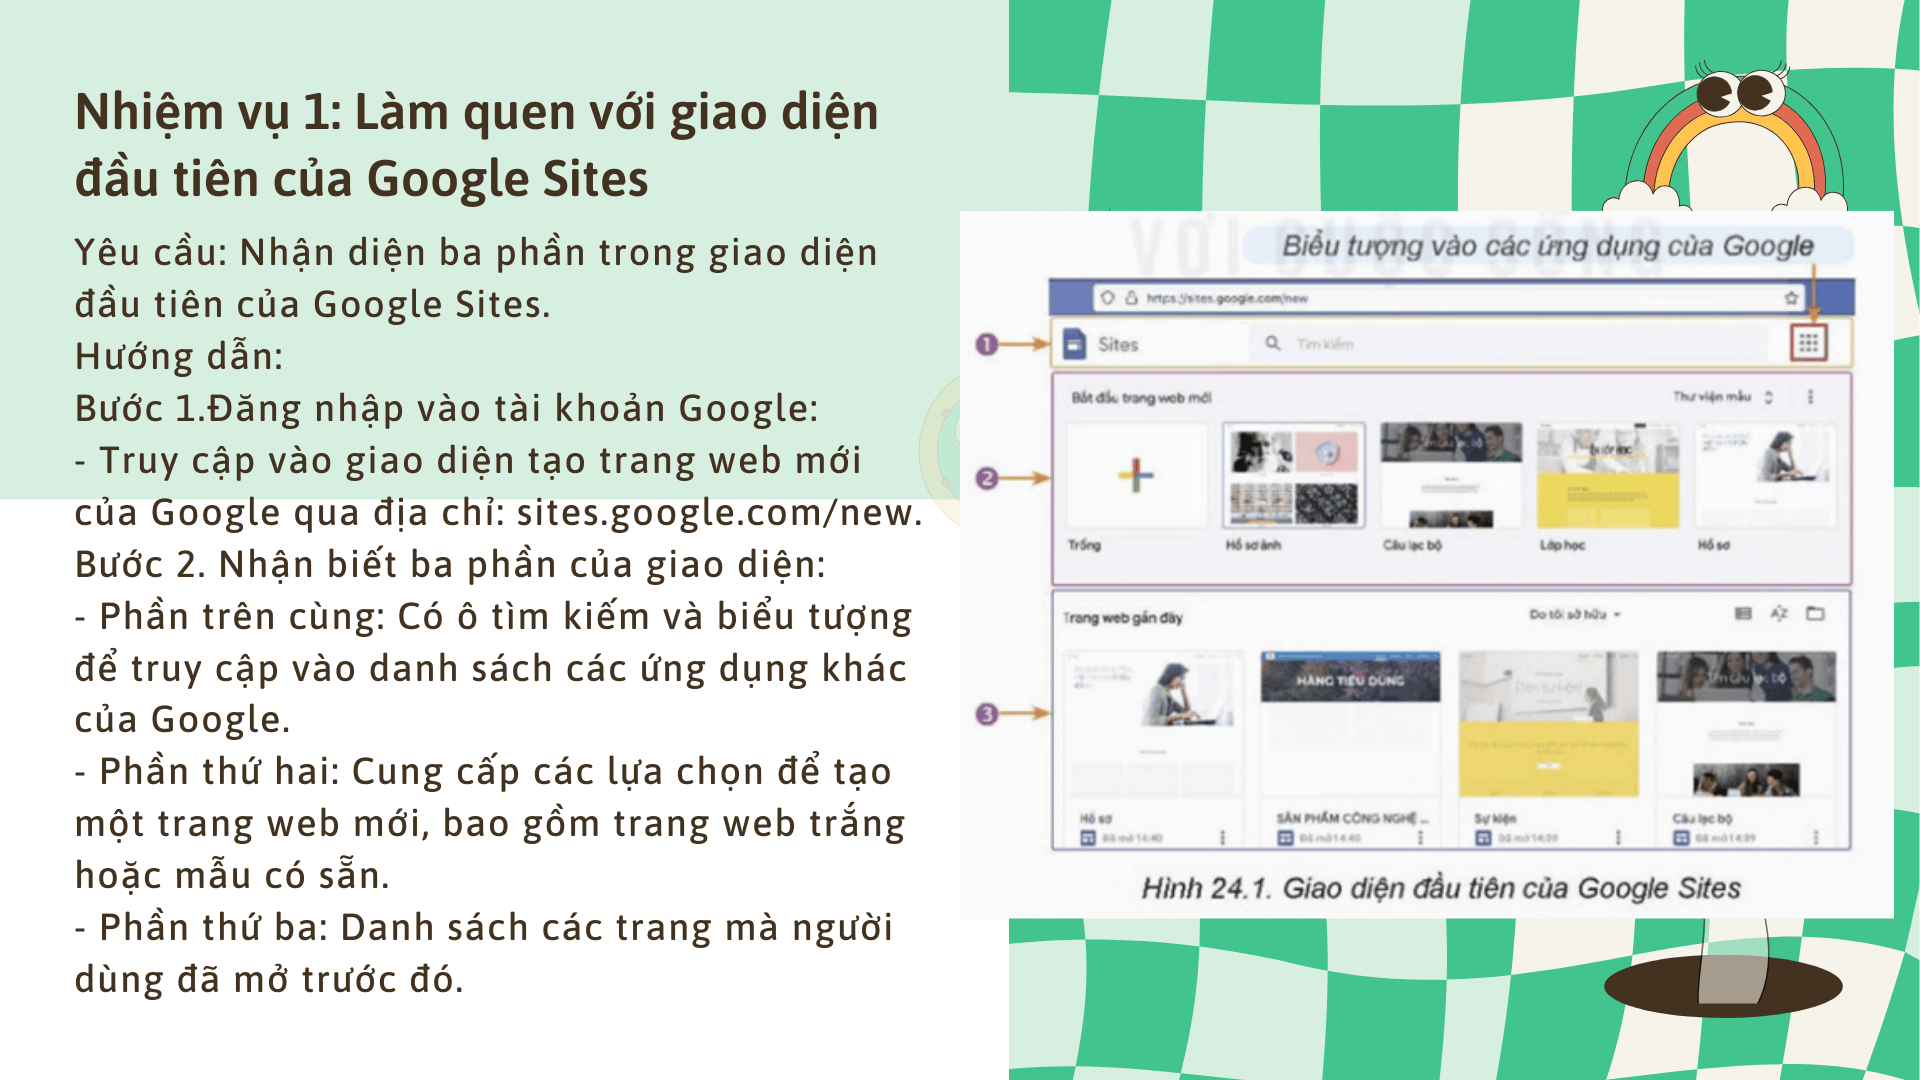 Nhiệm vụ 1: Làm quen với giao diện
đầu tiên của Google Sites
Yêu cầu: Nhận diện ba phần trong giao diện
đầu tiên của Google Sites.
Hướng dẫn:
Bước 1.Đăng nhập vào tài khoản Google:
- Truy cập vào giao diện tạo trang web mới
của Google qua địa chỉ: sites.google.com/new.
Bước 2. Nhận biết ba phần của giao diện:
- Phần trên cùng: Có ô tìm kiếm và biểu tượng
để truy cập vào danh sách các ứng dụng khác
của Google.
- Phần thứ hai: Cung cấp các lựa chọn để tạo
một trang web mới, bao gồm trang web trắng
hoặc mẫu có sẵn.
- Phần thứ ba: Danh sách các trang mà người
dùng đã mở trước đó.
VỚI CUỘC SỐNG
Biểu tượng vào các ứng dụng của Google
https://sites.google.com/new
1
Sites
Tìm kiếm
2
Bắt đầu trang web mới
Thư viện mẫu
Trống
Hồ sơ ảnh
Câu lạc bộ
Lớp học
Hồ sơ
3
Trang web gần đây
Do tôi sở hữu
HÀNG TIÊU DÙNG
[Tên sự kiện]
Tên câu lạc bộ
Hồ sơ
Đã mở 14:40
SẢN PHẨM CÔNG NGHỆ ...
Đã mở 14:40
Sự kiện
Đã mở 14:39
Câu lạc bộ
Đã mở 14:39
Hình 24.1. Giao diện đầu tiên của Google Sites